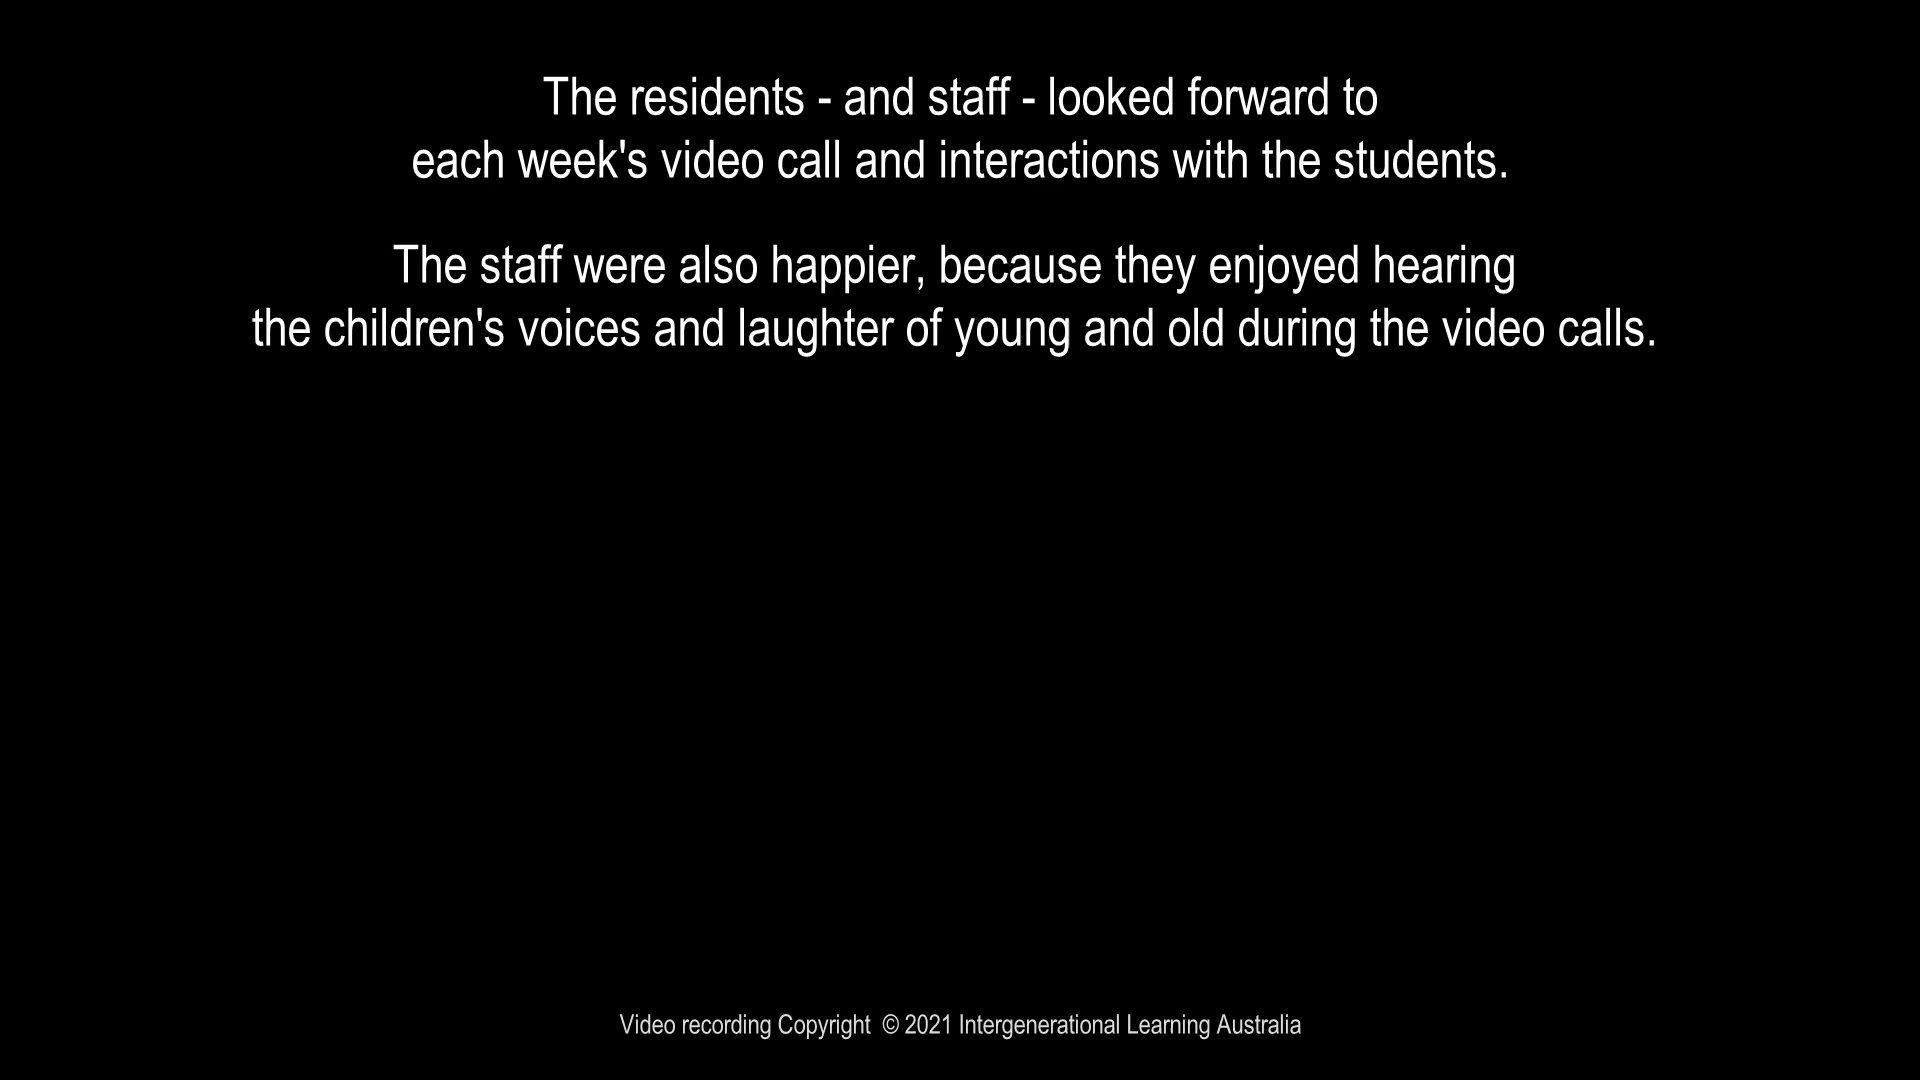 The residents - and staff - looked forward to
each week's video call and interactions with the students.
The staff were also happier, because they enjoyed hearing
the children's voices and laughter of young and old during the video calls.
Video recording Copyright © 2021 Intergenerational Learning Australia